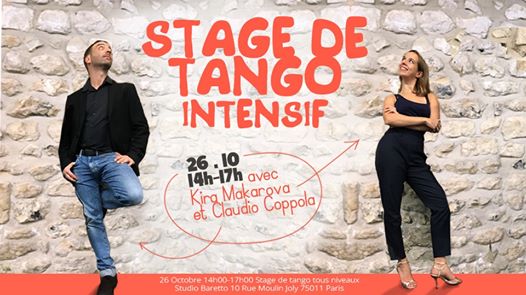 STAGE DE
TANGO
INTENSIF
26 . 10
14h-17h avec
Kira Makarova
et Claudio Coppola
26 Octobre 14h00-17h00 Stage de tango tous niveaux
Studio Baretto 10 Rue Moulin Joly 75011 Paris